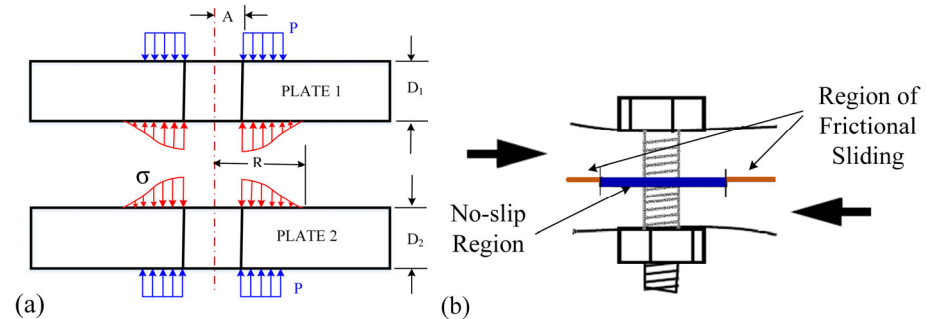 A
P
PLATE 1
D₁
R
σ
PLATE 2
D₂
P
(a)
Region of
Frictional
Sliding
No-slip
Region
(b)